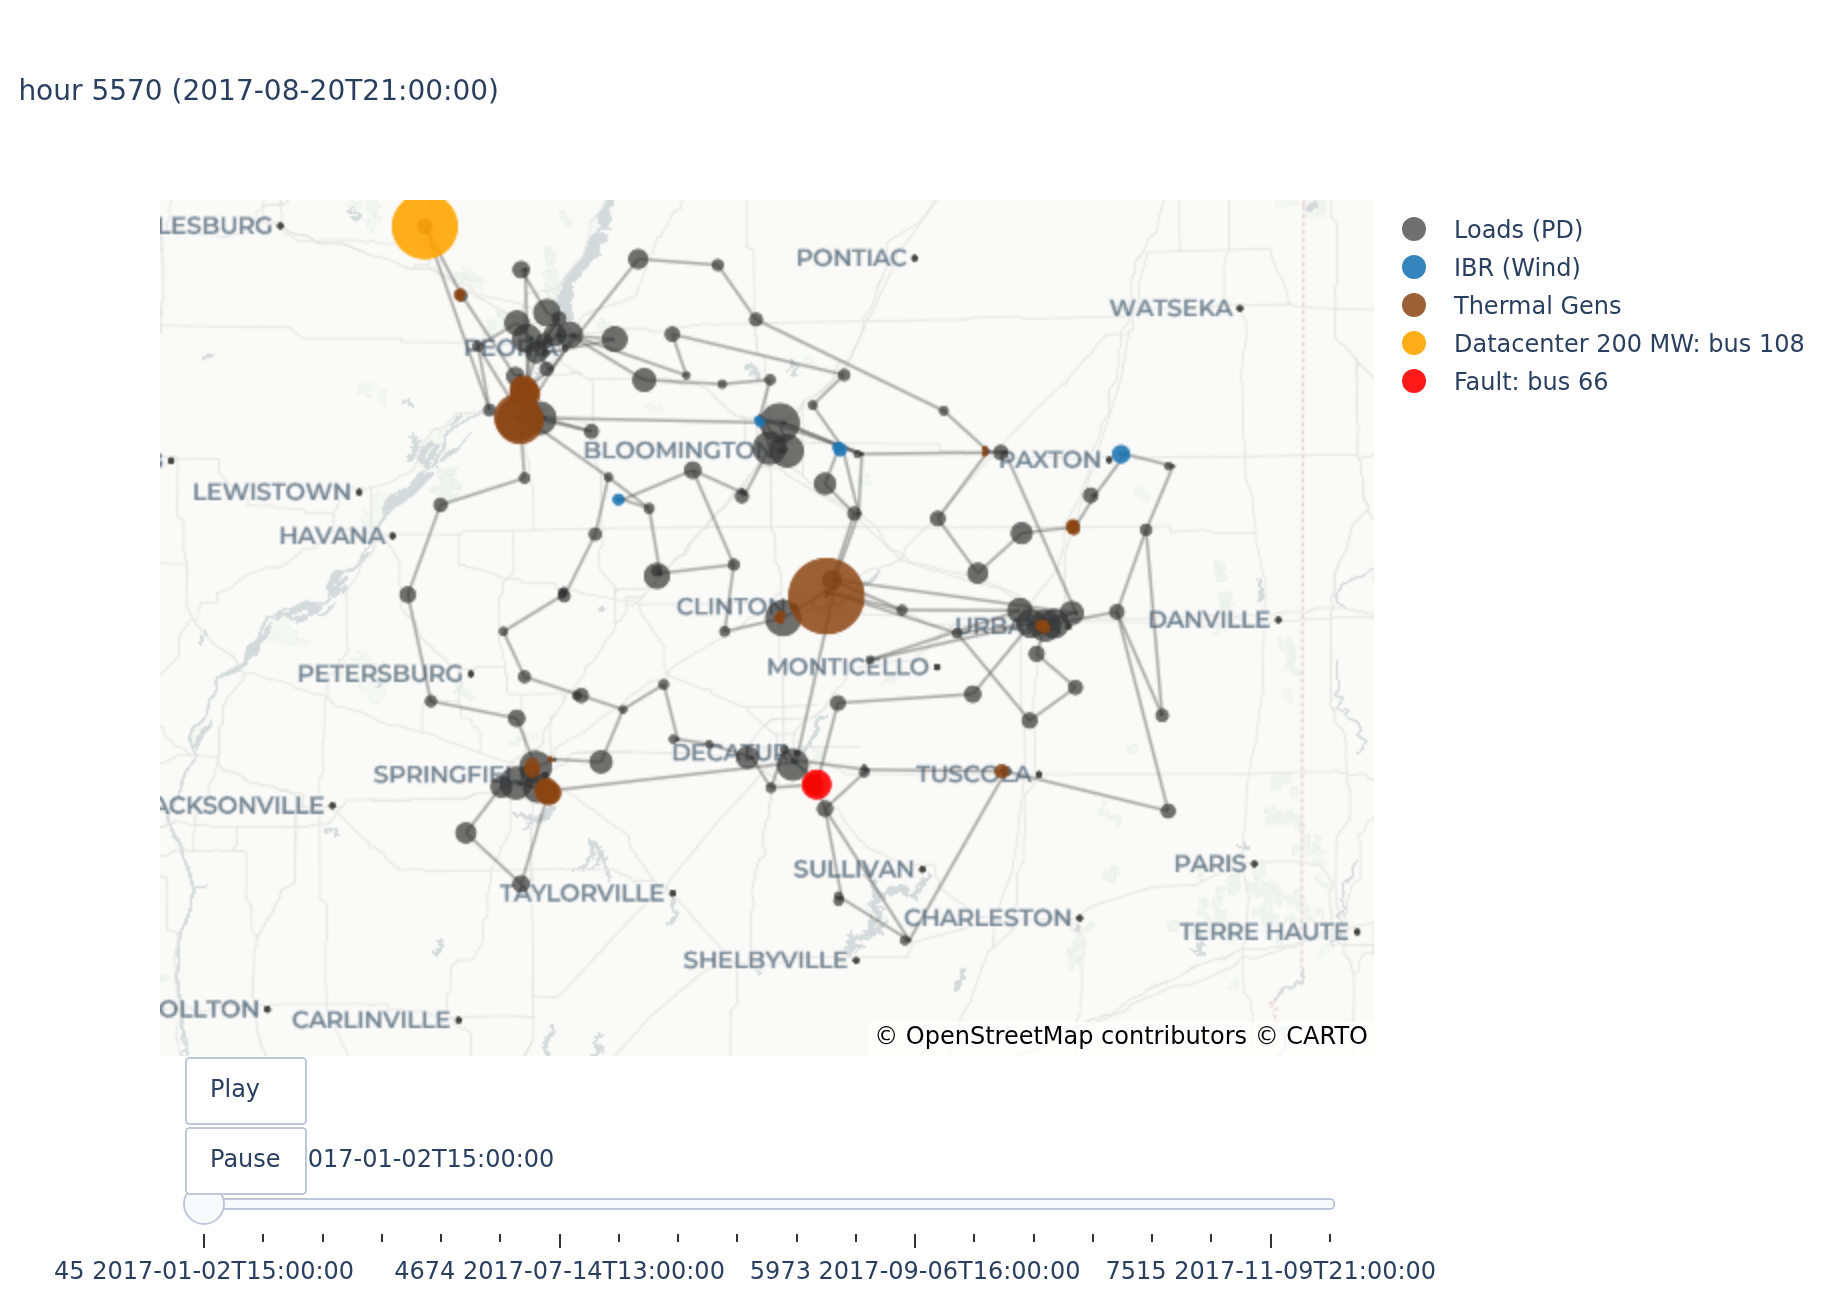 hour 5570 (2017-08-20T21:00:00)
LESBURG
PONTIAC
WATSEKA
PEORIA
BLOOMINGTON
PAXTON
LEWISTOWN
HAVANA
CLINTON
URBA
DANVILLE
MONTICELLO
PETERSBURG
DECATUR
SPRINGFIEL
TUSCOLA
ACKSONVILLE
SULLIVAN
PARIS
TAYLORVILLE
CHARLESTON
TERRE HAUTE
SHELBYVILLE
OLLTON
CARLINVILLE
© OpenStreetMap contributors © CARTO
Loads (PD)
IBR (Wind)
Thermal Gens
Datacenter 200 MW: bus 108
Fault: bus 66
Play
Pause
017-01-02T15:00:00
45 2017-01-02T15:00:00
4674 2017-07-14T13:00:00
5973 2017-09-06T16:00:00
7515 2017-11-09T21:00:00